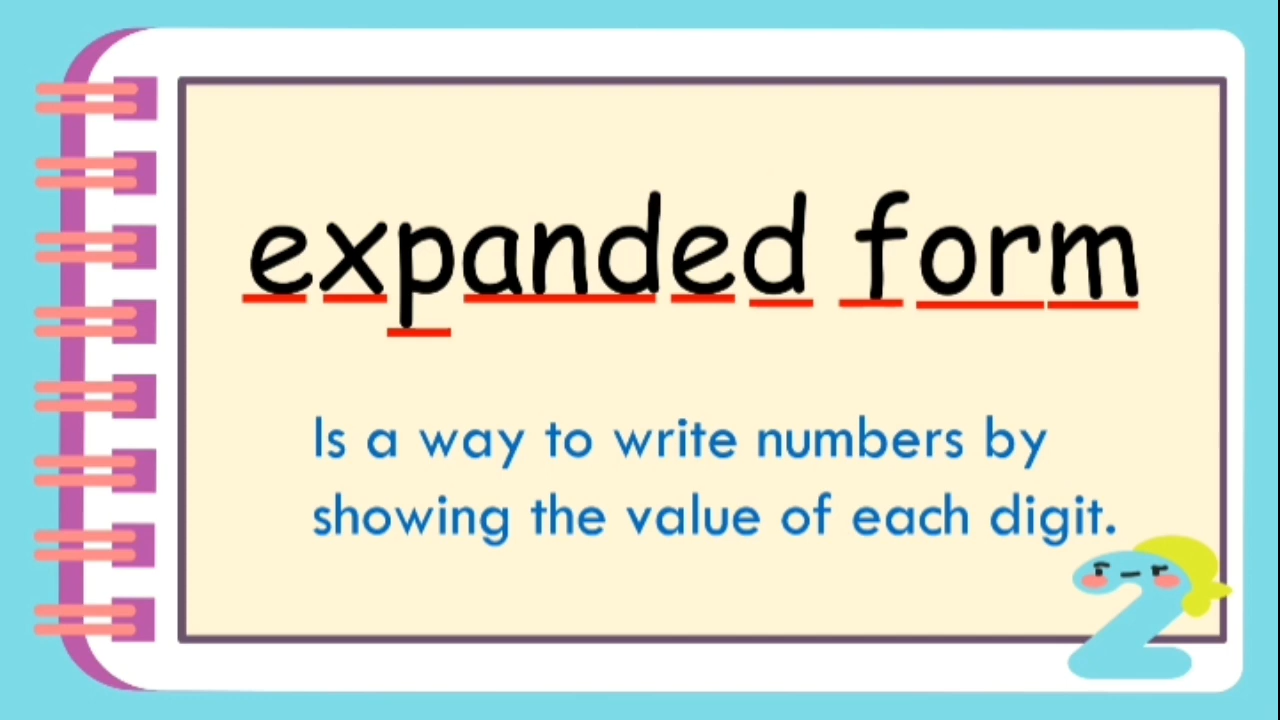 expanded form
Is a way to write numbers by
showing the value of each digit.